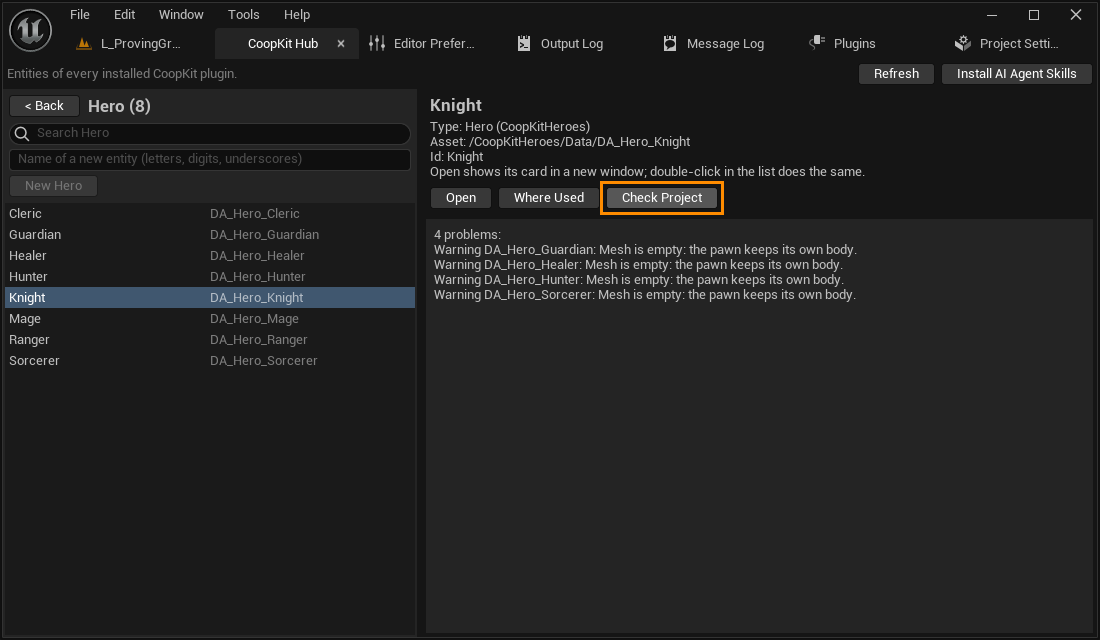 File Edit Window Tools Help
L_ProvingGr... CoopKit Hub Editor Prefer... Output Log Message Log Plugins Project Setti...
Entities of every installed CoopKit plugin.
Refresh Install AI Agent Skills
< Back Hero (8)
Search Hero
Name of a new entity (letters, digits, underscores)
New Hero
Cleric DA_Hero_Cleric
Guardian DA_Hero_Guardian
Healer DA_Hero_Healer
Hunter DA_Hero_Hunter
Knight DA_Hero_Knight
Mage DA_Hero_Mage
Ranger DA_Hero_Ranger
Sorcerer DA_Hero_Sorcerer
Knight
Type: Hero (CoopKitHeroes)
Asset: /CoopKitHeroes/Data/DA_Hero_Knight
Id: Knight
Open shows its card in a new window; double-click in the list does the same.
Open Where Used Check Project
4 problems:
Warning DA_Hero_Guardian: Mesh is empty: the pawn keeps its own body.
Warning DA_Hero_Healer: Mesh is empty: the pawn keeps its own body.
Warning DA_Hero_Hunter: Mesh is empty: the pawn keeps its own body.
Warning DA_Hero_Sorcerer: Mesh is empty: the pawn keeps its own body.